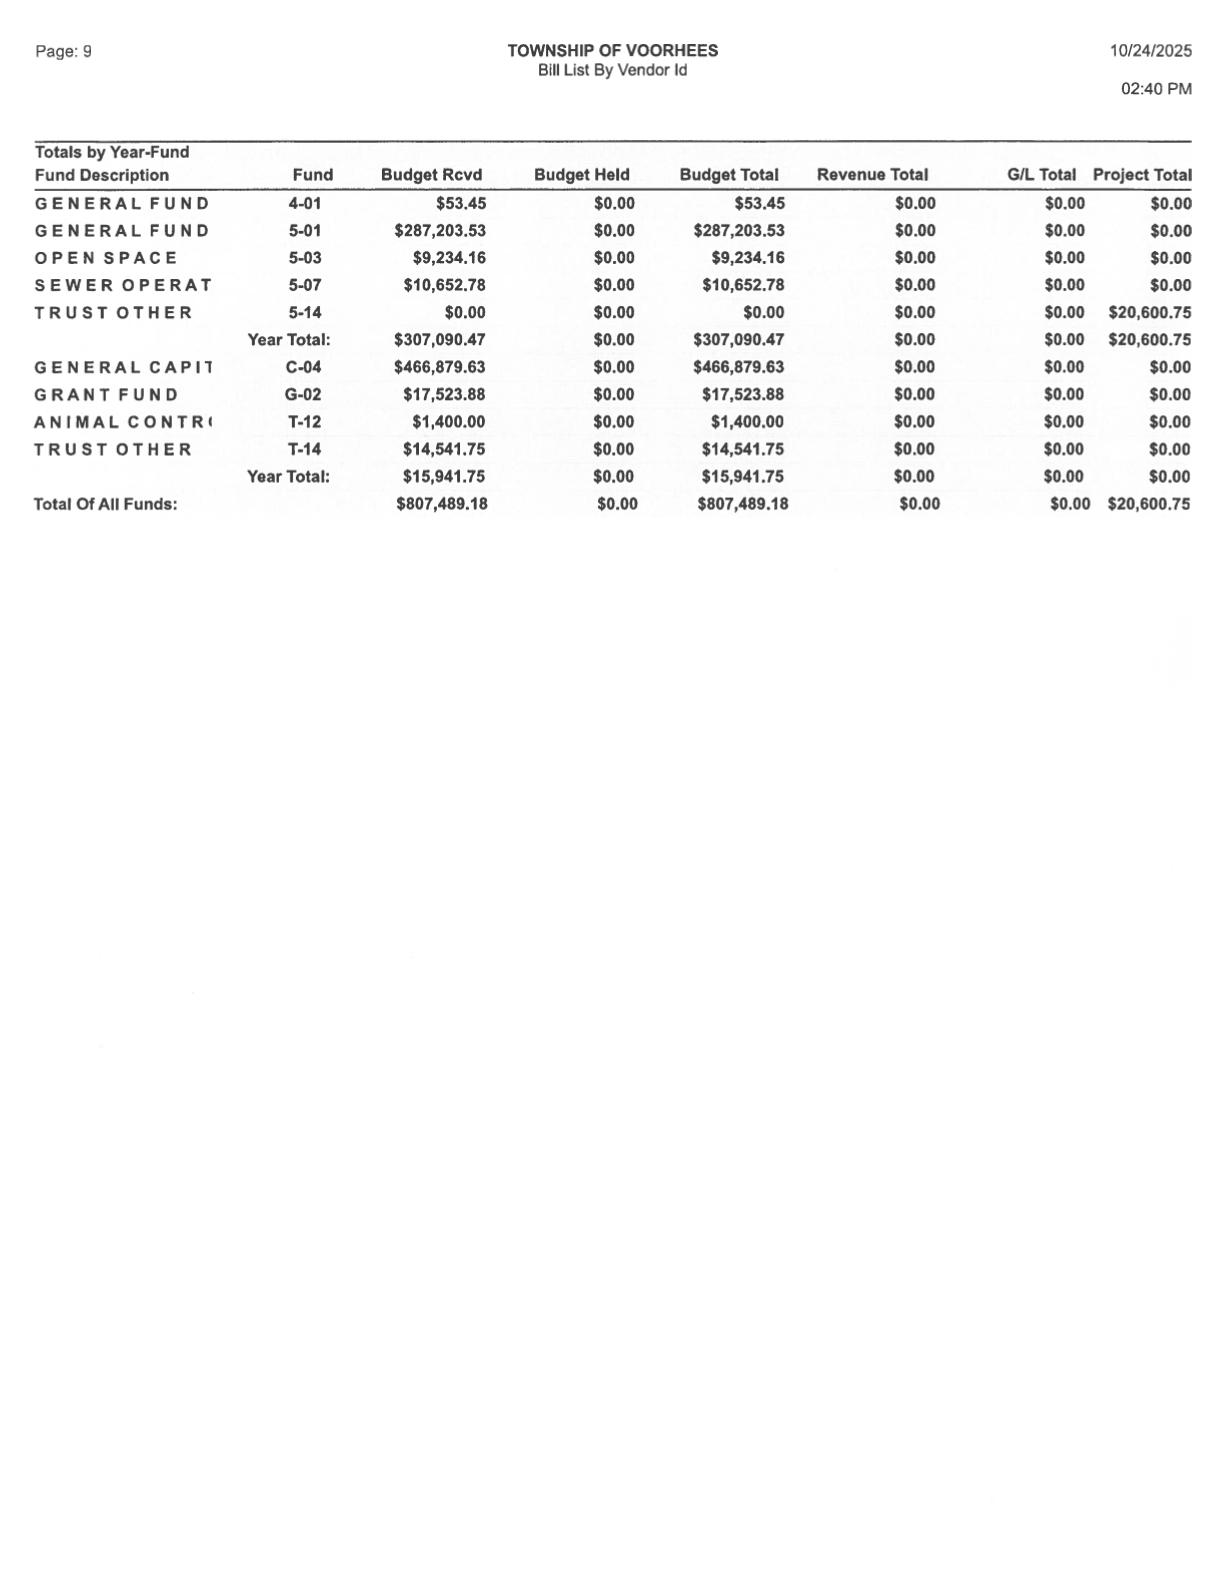 Page: 9 TOWNSHIP OF VOORHEES 10/24/2025
Bill List By Vendor Id
02:40 PM
Totals by Year-Fund
Fund Description Fund Budget Rcvd Budget Held Budget Total Revenue Total G/L Total Project Total
GENERAL FUND 4-01 $53.45 $0.00 $53.45 $0.00 $0.00 $0.00
GENERAL FUND 5-01 $287,203.53 $0.00 $287,203.53 $0.00 $0.00 $0.00
OPEN SPACE 5-03 $9,234.16 $0.00 $9,234.16 $0.00 $0.00 $0.00
SEWER OPERAT 5-07 $10,652.78 $0.00 $10,652.78 $0.00 $0.00 $0.00
TRUST OTHER 5-14 $0.00 $0.00 $0.00 $0.00 $0.00 $20,600.75
Year Total: $307,090.47 $0.00 $307,090.47 $0.00 $0.00 $20,600.75
GENERAL CAPIT C-04 $466,879.63 $0.00 $466,879.63 $0.00 $0.00 $0.00
GRANT FUND G-02 $17,523.88 $0.00 $17,523.88 $0.00 $0.00 $0.00
ANIMAL CONTR T-12 $1,400.00 $0.00 $1,400.00 $0.00 $0.00 $0.00
TRUST OTHER T-14 $14,541.75 $0.00 $14,541.75 $0.00 $0.00 $0.00
Year Total: $15,941.75 $0.00 $15,941.75 $0.00 $0.00 $0.00
Total Of All Funds: $807,489.18 $0.00 $807,489.18 $0.00 $0.00 $20,600.75